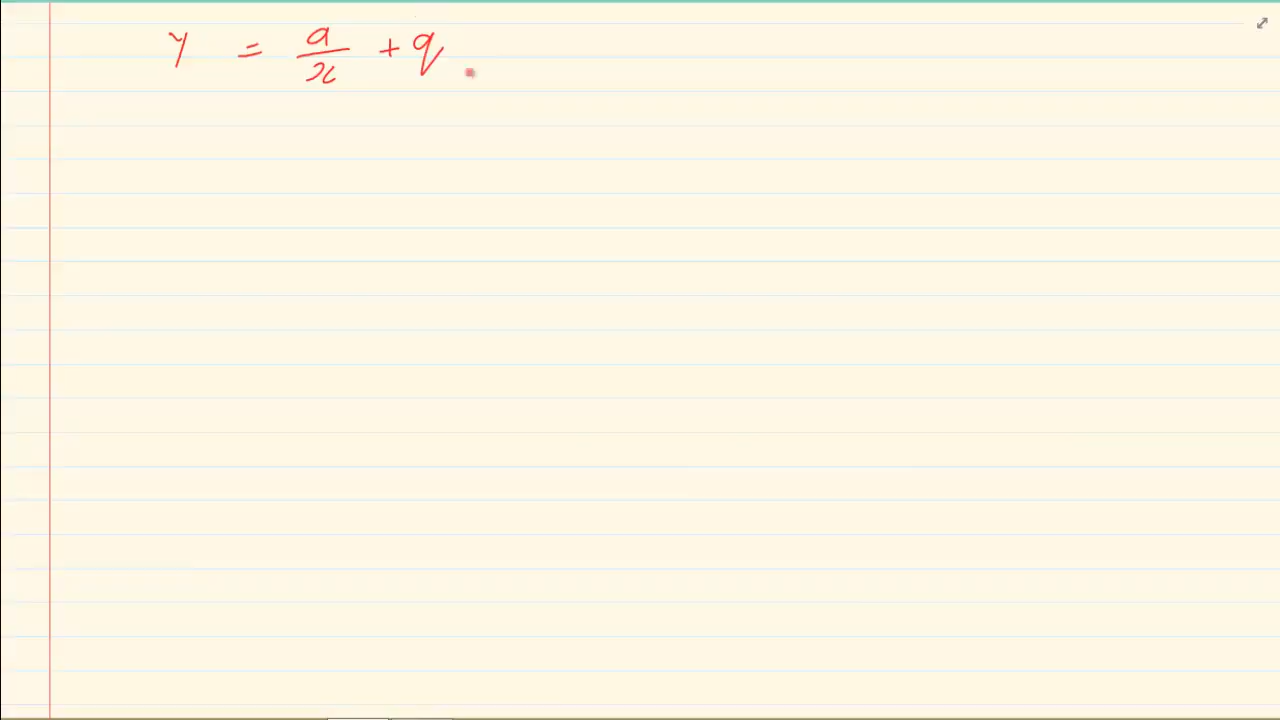 y = a/x + q